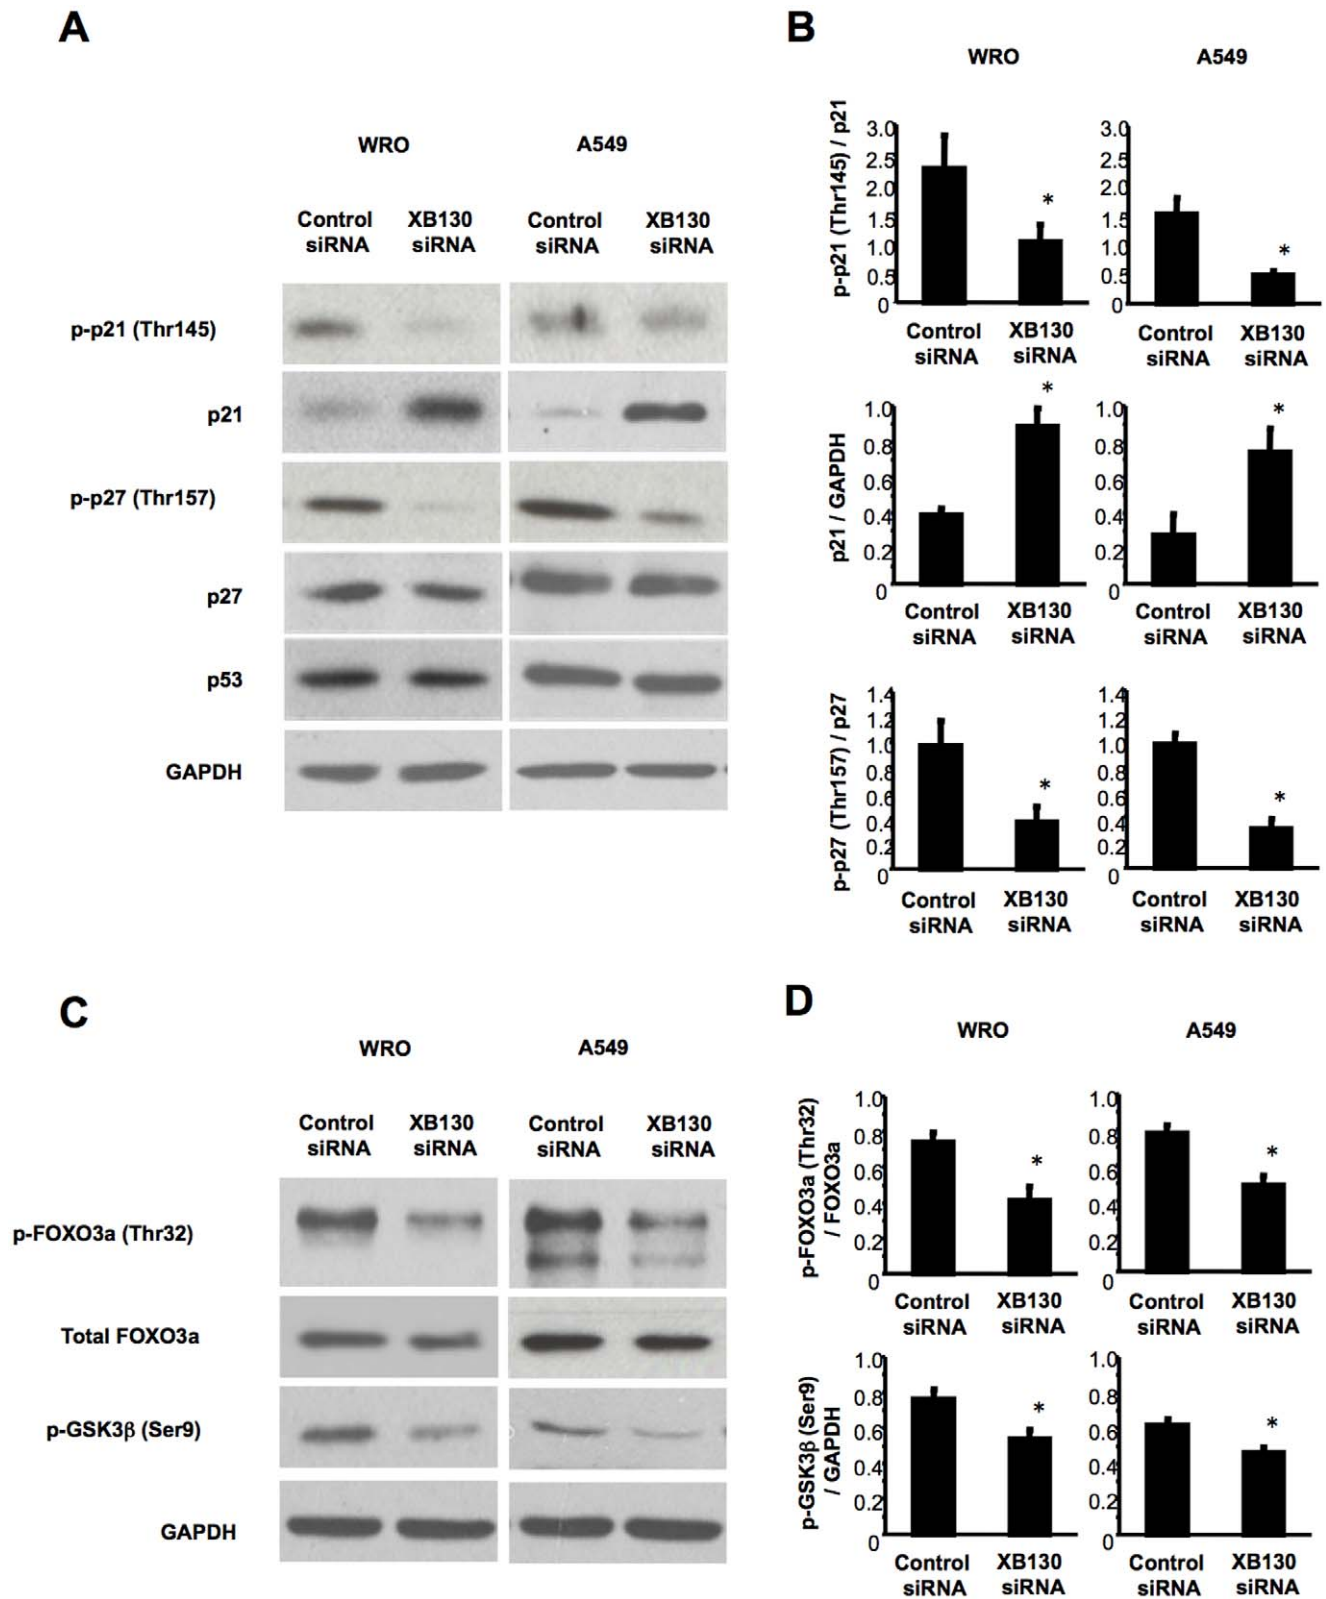 A
WRO A549
Control XB130 Control XB130
siRNA siRNA siRNA siRNA
p-p21 (Thr145)
p21
p-p27 (Thr157)
p27
p53
GAPDH
B
WRO A549
p-p21 (Thr145) / p21
3.0 3.0
2.5 2.5
2.0 2.0
1.5 1.5
1.0 1.0
0.5 0.5
0 0
* *
Control XB130 Control XB130
siRNA siRNA siRNA siRNA
p21 / GAPDH
1.0 1.0
0.8 0.8
0.6 0.6
0.4 0.4
0.2 0.2
0 0
* *
Control XB130 Control XB130
siRNA siRNA siRNA siRNA
p-p27 (Thr157) / p27
1.4 1.4
1.2 1.2
1.0 1.0
0.8 0.8
0.6 0.6
0.4 0.4
0.2 0.2
0 0
* *
Control XB130 Control XB130
siRNA siRNA siRNA siRNA
C
WRO A549
Control XB130 Control XB130
siRNA siRNA siRNA siRNA
p-FOXO3a (Thr32)
Total FOXO3a
p-GSK3β (Ser9)
GAPDH
D
WRO A549
p-FOXO3a (Thr32)
/ FOXO3a
1.0 1.0
0.8 0.8
0.6 0.6
0.4 0.4
0.2 0.2
0 0
* *
Control XB130 Control XB130
siRNA siRNA siRNA siRNA
p-GSK3β (Ser9)
/ GAPDH
1.0 1.0
0.8 0.8
0.6 0.6
0.4 0.4
0.2 0.2
0 0
* *
Control XB130 Control XB130
siRNA siRNA siRNA siRNA